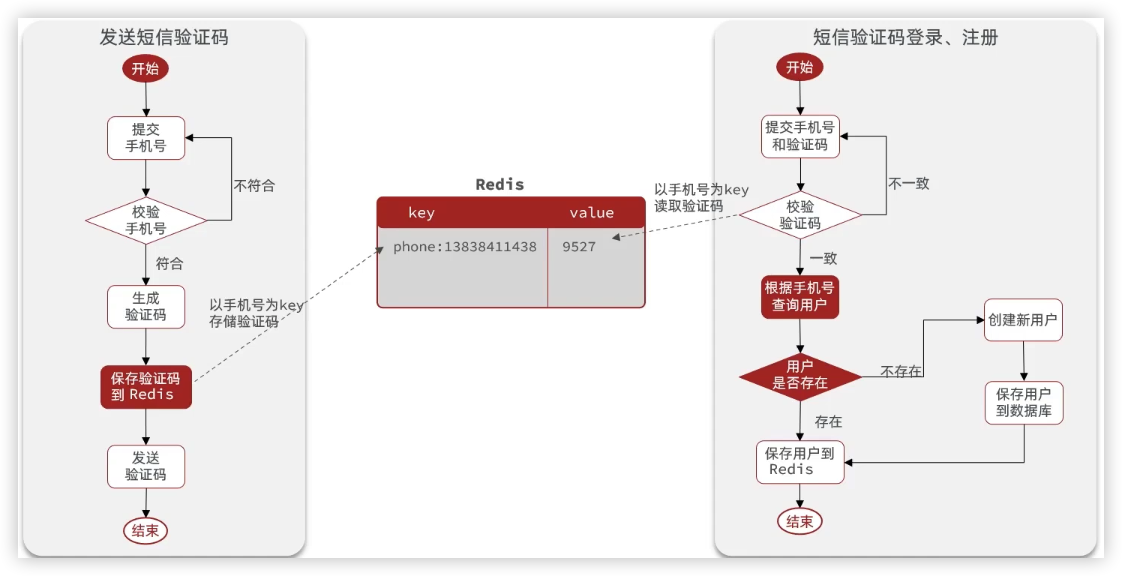 发送短信验证码
开始
提交
手机号
不符合
校验
手机号
符合
生成
验证码
以手机号为key
存储验证码
保存验证码
到 Redis
发送
验证码
结束
Redis
key value
phone:13838411438 9527
短信验证码登录、注册
开始
提交手机号
和验证码
不一致
以手机号为key
读取验证码
校验
验证码
一致
根据手机号
查询用户
用户
是否存在
不存在
创建新用户
保存用户
到数据库
存在
保存用户到
Redis
结束